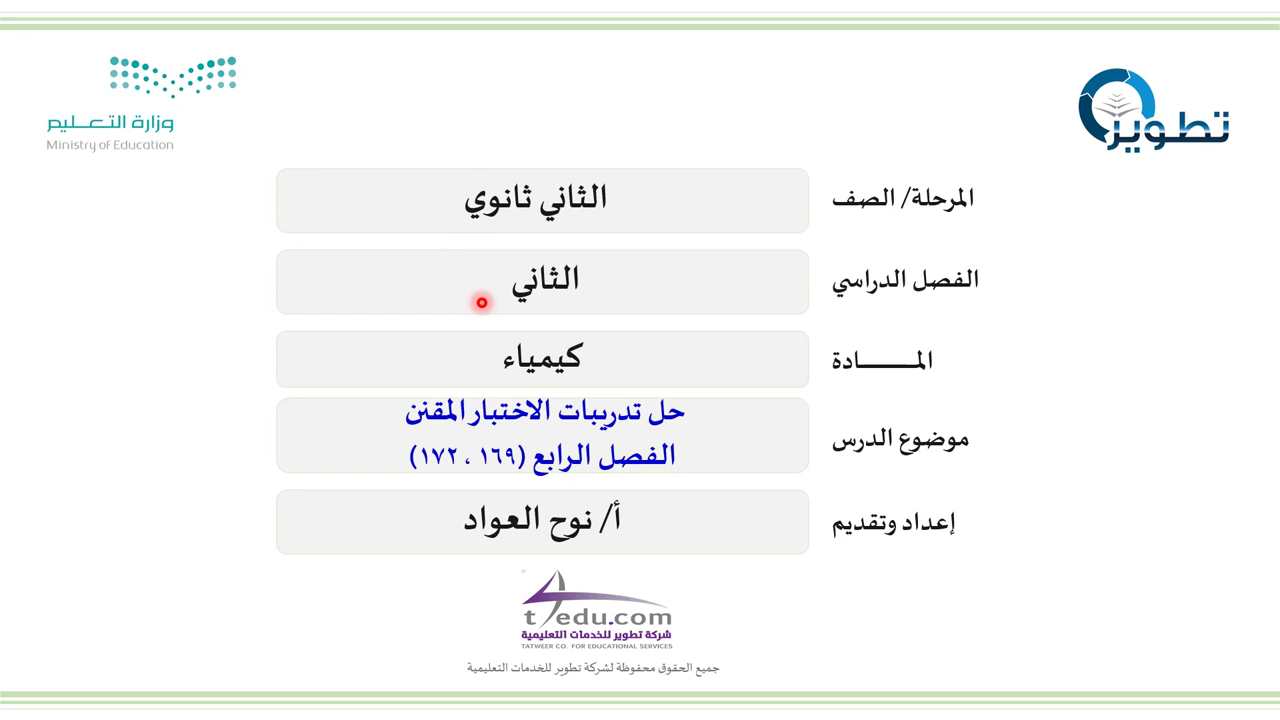 وزارة التعليم
Ministry of Education
تطوير
المرحلة/ الصف
الثاني ثانوي
الفصل الدراسي
الثاني
المـــــــادة
كيمياء
موضوع الدرس
حل تدريبات الاختبار المقنن
الفصل الرابع (١٦٩ ، ١٧٢)
إعداد وتقديم
أ/ نوح العواد
t4edu.com
شركة تطوير للخدمات التعليمية
TATWEER CO. FOR EDUCATIONAL SERVICES
جميع الحقوق محفوظة لشركة تطوير للخدمات التعليمية